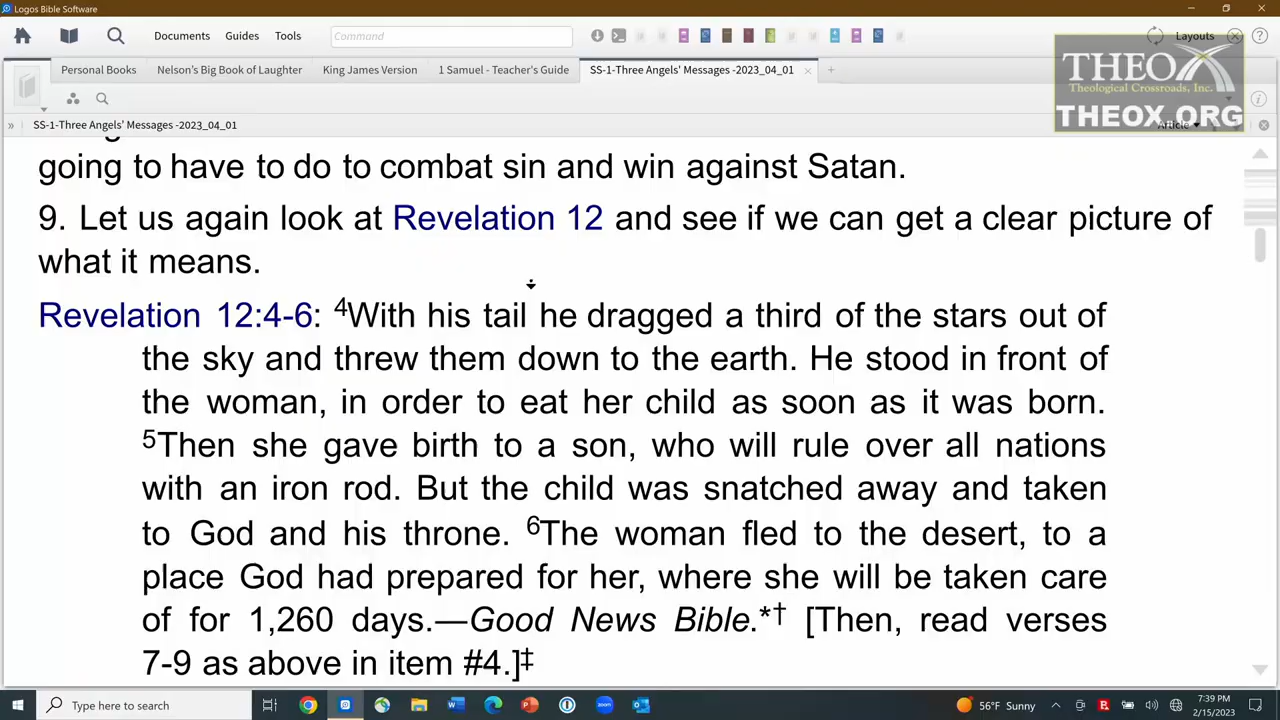 Logos Bible Software
Documents Guides Tools Command Layouts
Personal Books Nelson's Big Book of Laughter King James Vers 1 Samuel - Teacher's Guide SS-1-Three Angels' Messages -2023_04_01
THEOX
Theological Crossroads, Inc.
THEOX.ORG
SS-1-Three Angels' Messages -2023_04_01 Article
going to have to do to combat sin and win against Satan.
9. Let us again look at Revelation 12 and see if we can get a clear picture of
what it means.
Revelation 12:4-6: 4With his tail he dragged a third of the stars out of
the sky and threw them down to the earth. He stood in front of
the woman, in order to eat her child as soon as it was born.
5Then she gave birth to a son, who will rule over all nations
with an iron rod. But the child was snatched away and taken
to God and his throne. 6The woman fled to the desert, to a
place God had prepared for her, where she will be taken care
of for 1,260 days.—Good News Bible.*† [Then, read verses
7-9 as above in item #4.]‡
Type here to search
56°F Sunny
7:39 PM
2/15/2023